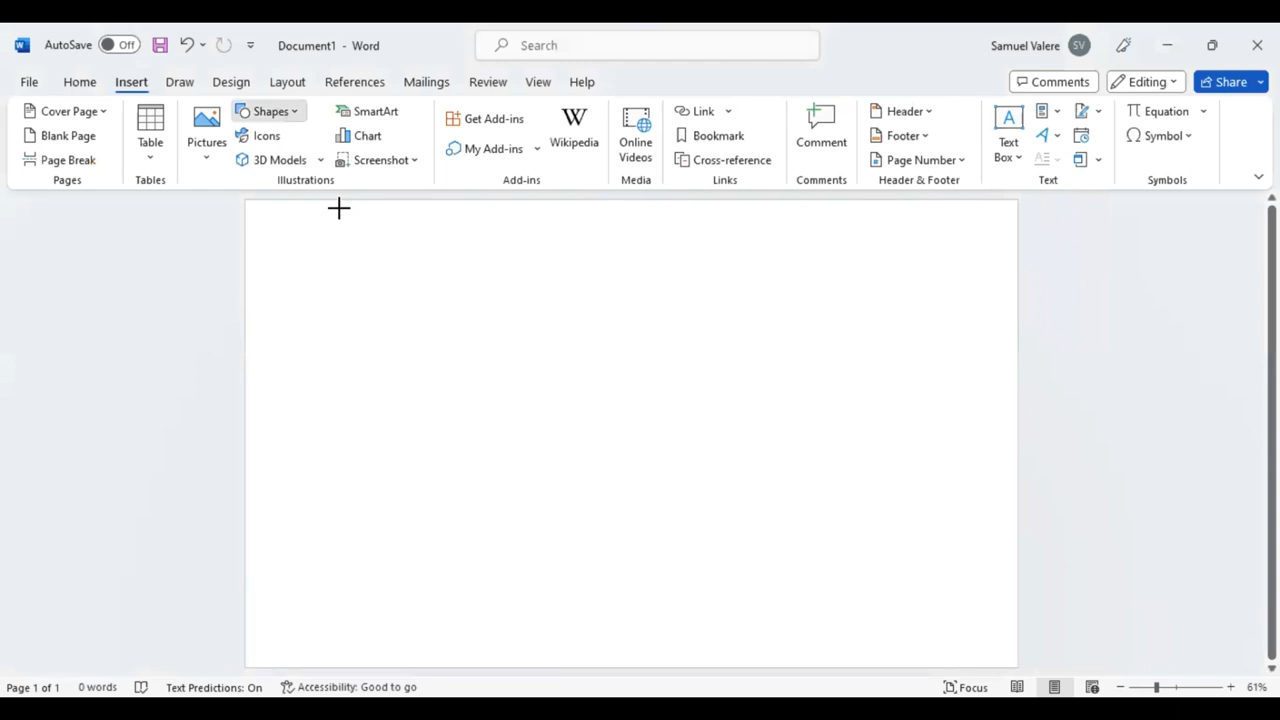 AutoSave Off Document1 - Word Search Samuel Valere SV
File Home Insert Draw Design Layout References Mailings Review View Help Comments Editing Share
Cover Page
Blank Page
Page Break
Pages
Table
Tables
Pictures
Shapes
Icons
3D Models
SmartArt
Chart
Screenshot
Illustrations
Get Add-ins
My Add-ins
W
Wikipedia
Add-ins
Online
Videos
Media
Link
Bookmark
Cross-reference
Links
Comment
Comments
Header
Footer
Page Number
Header & Footer
A
Text
Box
Text
Equation
Symbol
Symbols
Page 1 of 1 0 words Text Predictions: On Accessibility: Good to go Focus 61%